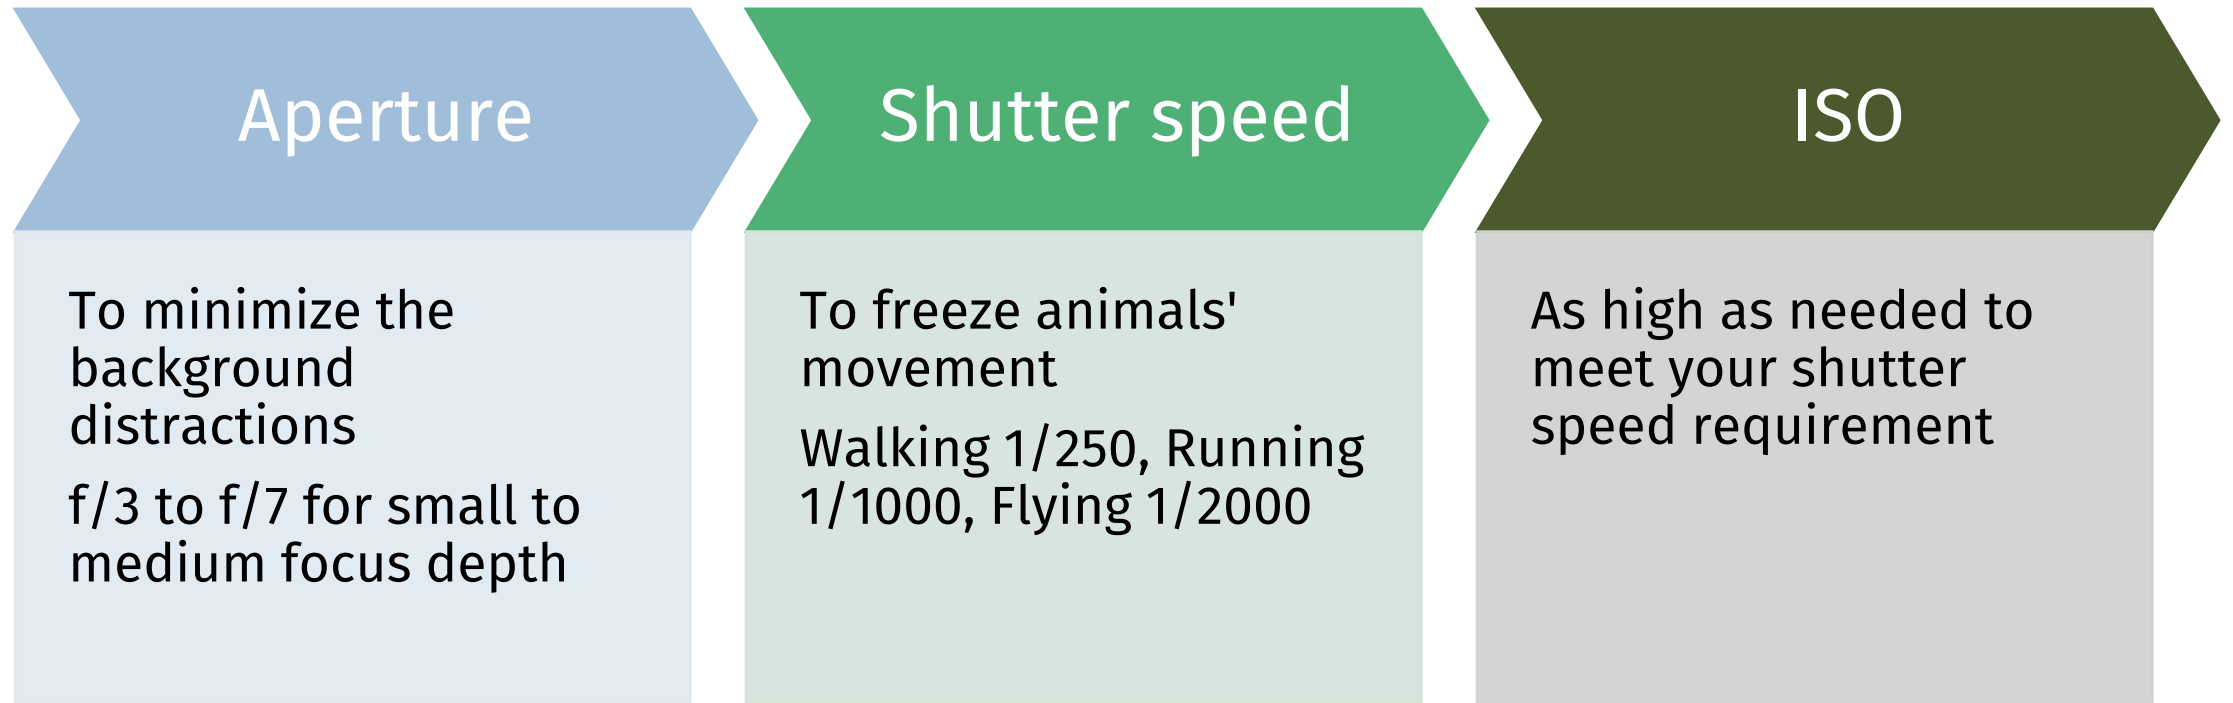 Aperture
To minimize the
background
distractions
f/3 to f/7 for small to
medium focus depth
Shutter speed
To freeze animals'
movement
Walking 1/250, Running
1/1000, Flying 1/2000
ISO
As high as needed to
meet your shutter
speed requirement